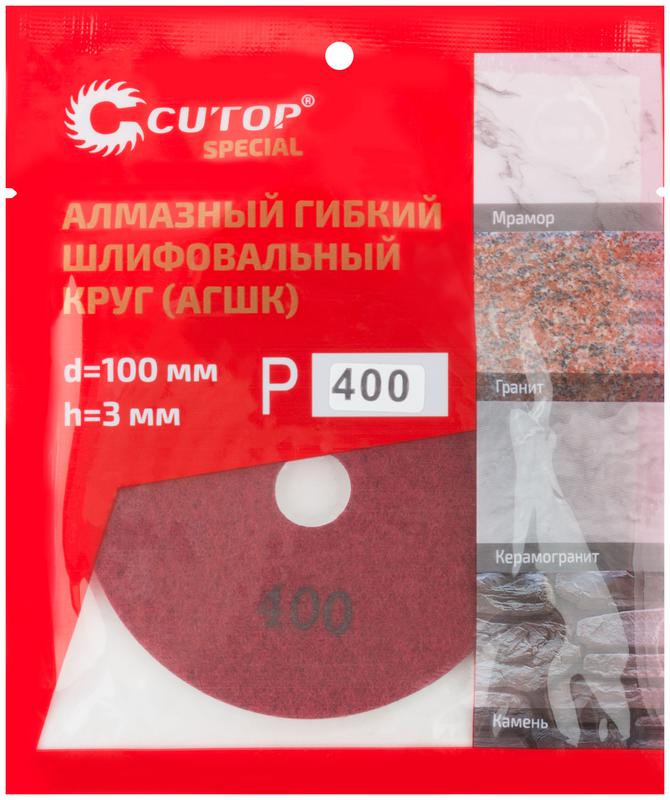 CUTOP®
SPECIAL
АЛМАЗНЫЙ ГИБКИЙ
ШЛИФОВАЛЬНЫЙ
КРУГ (АГШК)
d=100 мм
h=3 мм
P 400
400
Мрамор
Гранит
Керамогранит
Камень